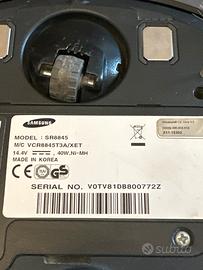 SAMSUNG
MODEL : SR8845
M/C VCR8845T3A/XET
14.4V ⎓ , 40W,Ni-MH
MADE IN KOREA
SERIAL NO. V0TV81DB800772Z
subito